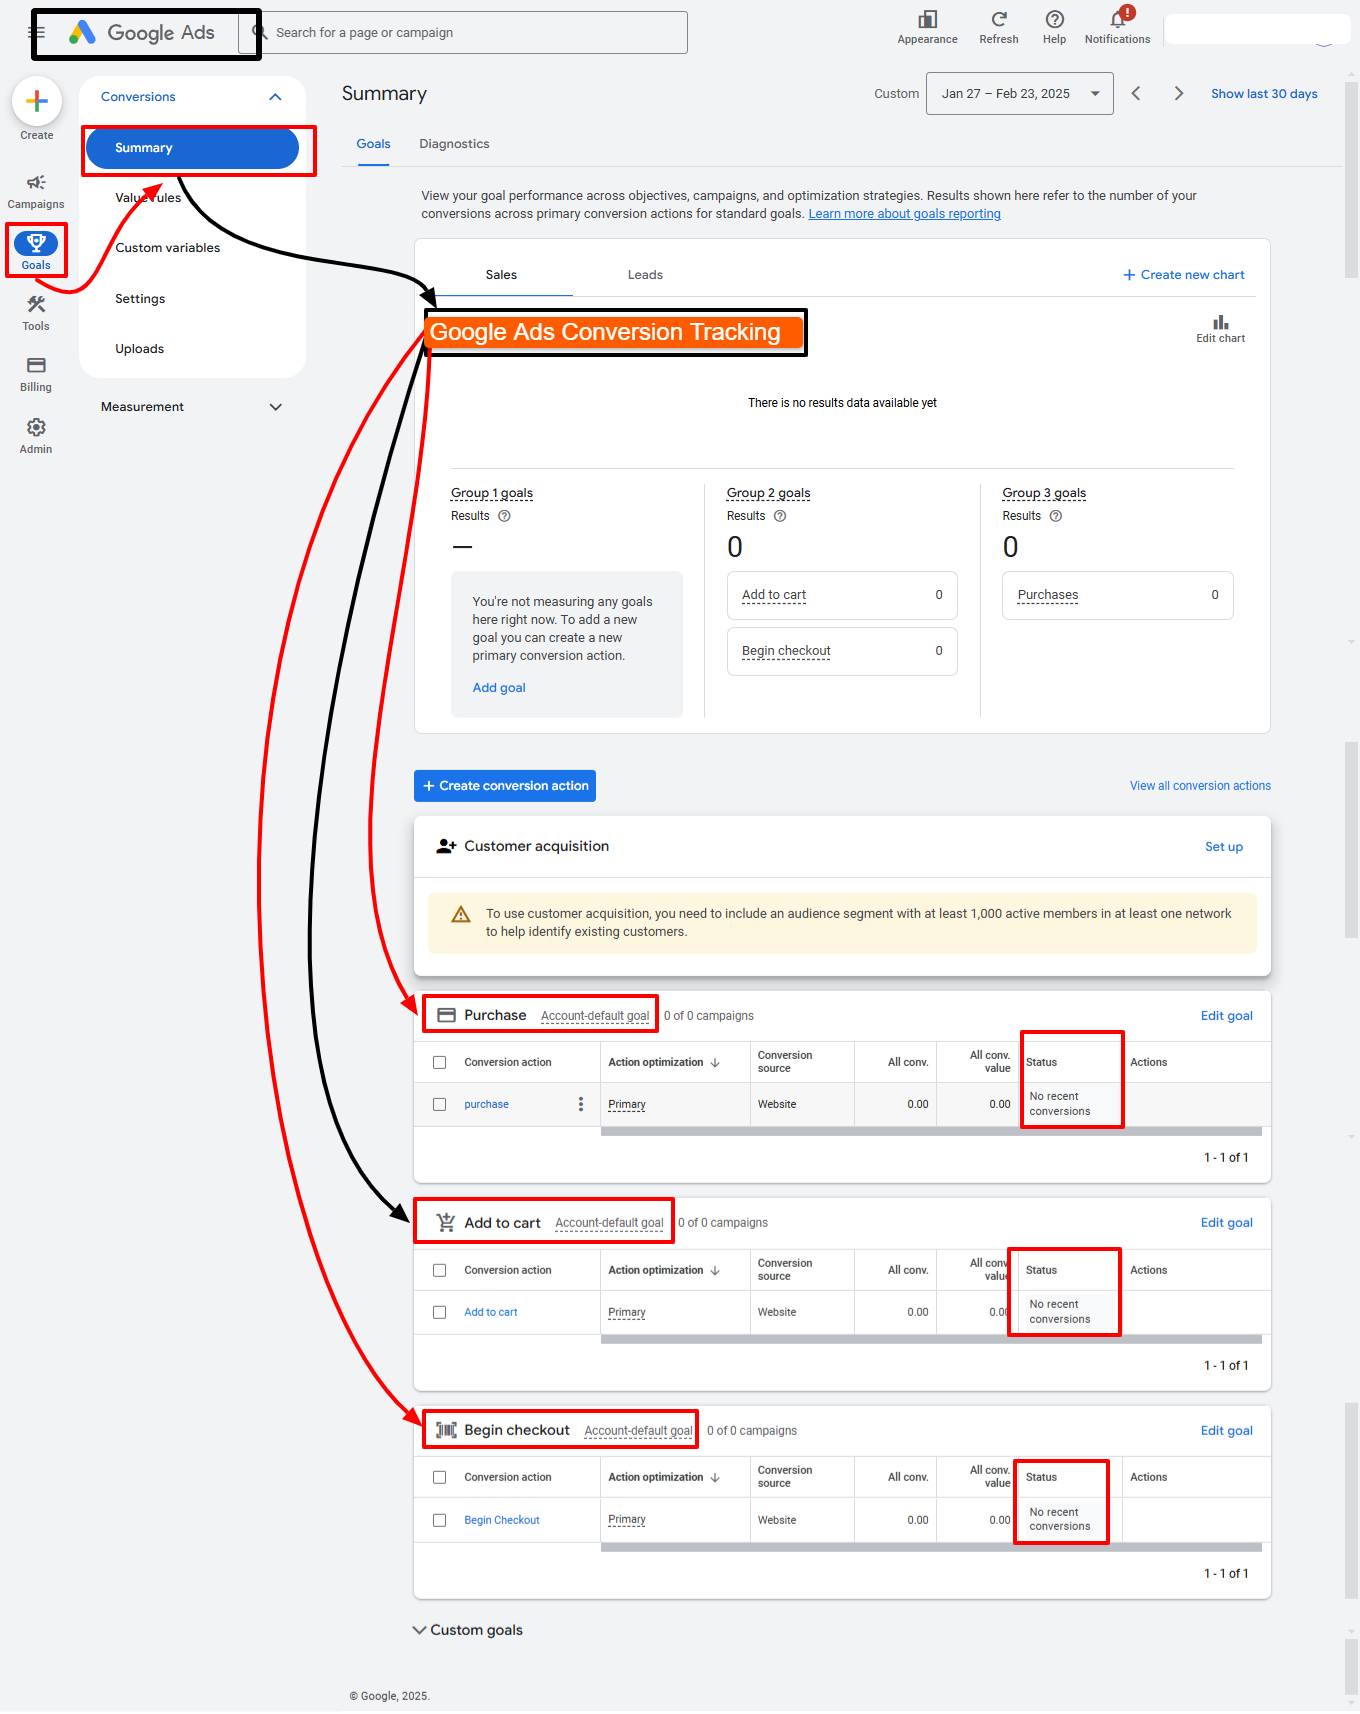 Google Ads
Search for a page or campaign
Appearance
Refresh
Help
!
Notifications
Create
Campaigns
Goals
Tools
Billing
Admin
Conversions
Summary
Value rules
Custom variables
Settings
Uploads
Measurement
Summary
Custom
Jan 27 – Feb 23, 2025
Show last 30 days
Goals
Diagnostics
View your goal performance across objectives, campaigns, and optimization strategies. Results shown here refer to the number of your
conversions across primary conversion actions for standard goals. Learn more about goals reporting
Sales
Leads
+ Create new chart
Google Ads Conversion Tracking
Edit chart
There is no results data available yet
Group 1 goals
Results
—
You're not measuring any goals
here right now. To add a new
goal you can create a new
primary conversion action.
Add goal
Group 2 goals
Results
0
Add to cart 0
Begin checkout 0
Group 3 goals
Results
0
Purchases 0
+ Create conversion action
View all conversion actions
Customer acquisition
Set up
To use customer acquisition, you need to include an audience segment with at least 1,000 active members in at least one network
to help identify existing customers.
Purchase Account-default goal 0 of 0 campaigns Edit goal
Conversion action Action optimization Conversion source All conv. All conv. value Status Actions
purchase Primary Website 0.00 0.00 No recent conversions
1 - 1 of 1
Add to cart Account-default goal 0 of 0 campaigns Edit goal
Conversion action Action optimization Conversion source All conv. All conv. value Status Actions
Add to cart Primary Website 0.00 0.00 No recent conversions
1 - 1 of 1
Begin checkout Account-default goal 0 of 0 campaigns Edit goal
Conversion action Action optimization Conversion source All conv. All conv. value Status Actions
Begin Checkout Primary Website 0.00 0.00 No recent conversions
1 - 1 of 1
Custom goals
© Google, 2025.